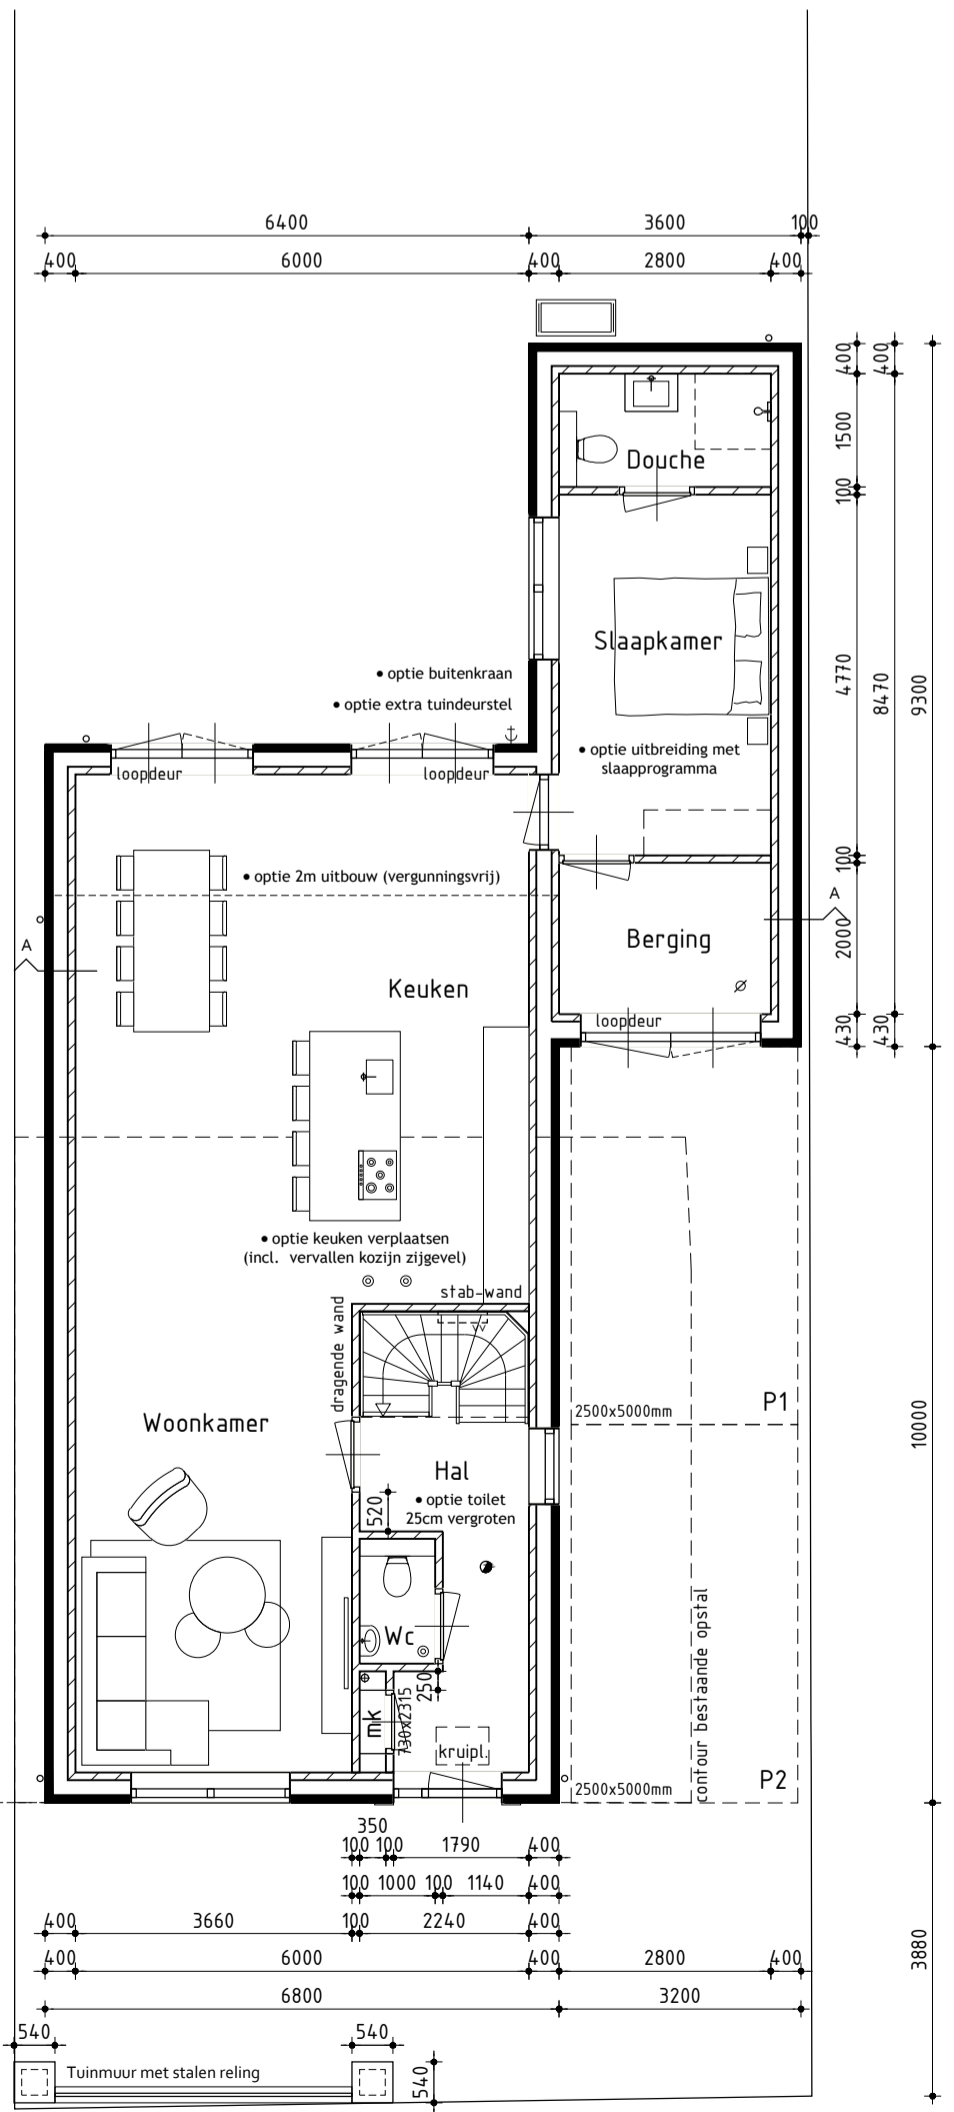 6400 3600 100
400 6000 400 2800 400
400 400
1500
Douche
100
Slaapkamer
4770 8470 9300
• optie buitenkraan
• optie extra tuindeurstel
• optie uitbreiding met
slaapprogramma
loopdeur loopdeur
100
• optie 2m uitbouw (vergunningsvrij)
A
A
2000
Berging
Keuken
loopdeur
430 430
• optie keuken verplaatsen
(incl. vervallen kozijn zijgevel)
stab-wand
dragende wand
vv
P1
2500x5000mm
Woonkamer
10000
Hal
• optie toilet
25cm vergroten
520
Wc
contour bestaande opstal
250
mk
730x2315
kruipl.
P2
2500x5000mm
350
100 100 1790 400
100 1000 100 1140 400
400 3660 100 2240 400
400 6000 400 2800 400
3880
6800 3200
540 540
Tuinmuur met stalen reling
540